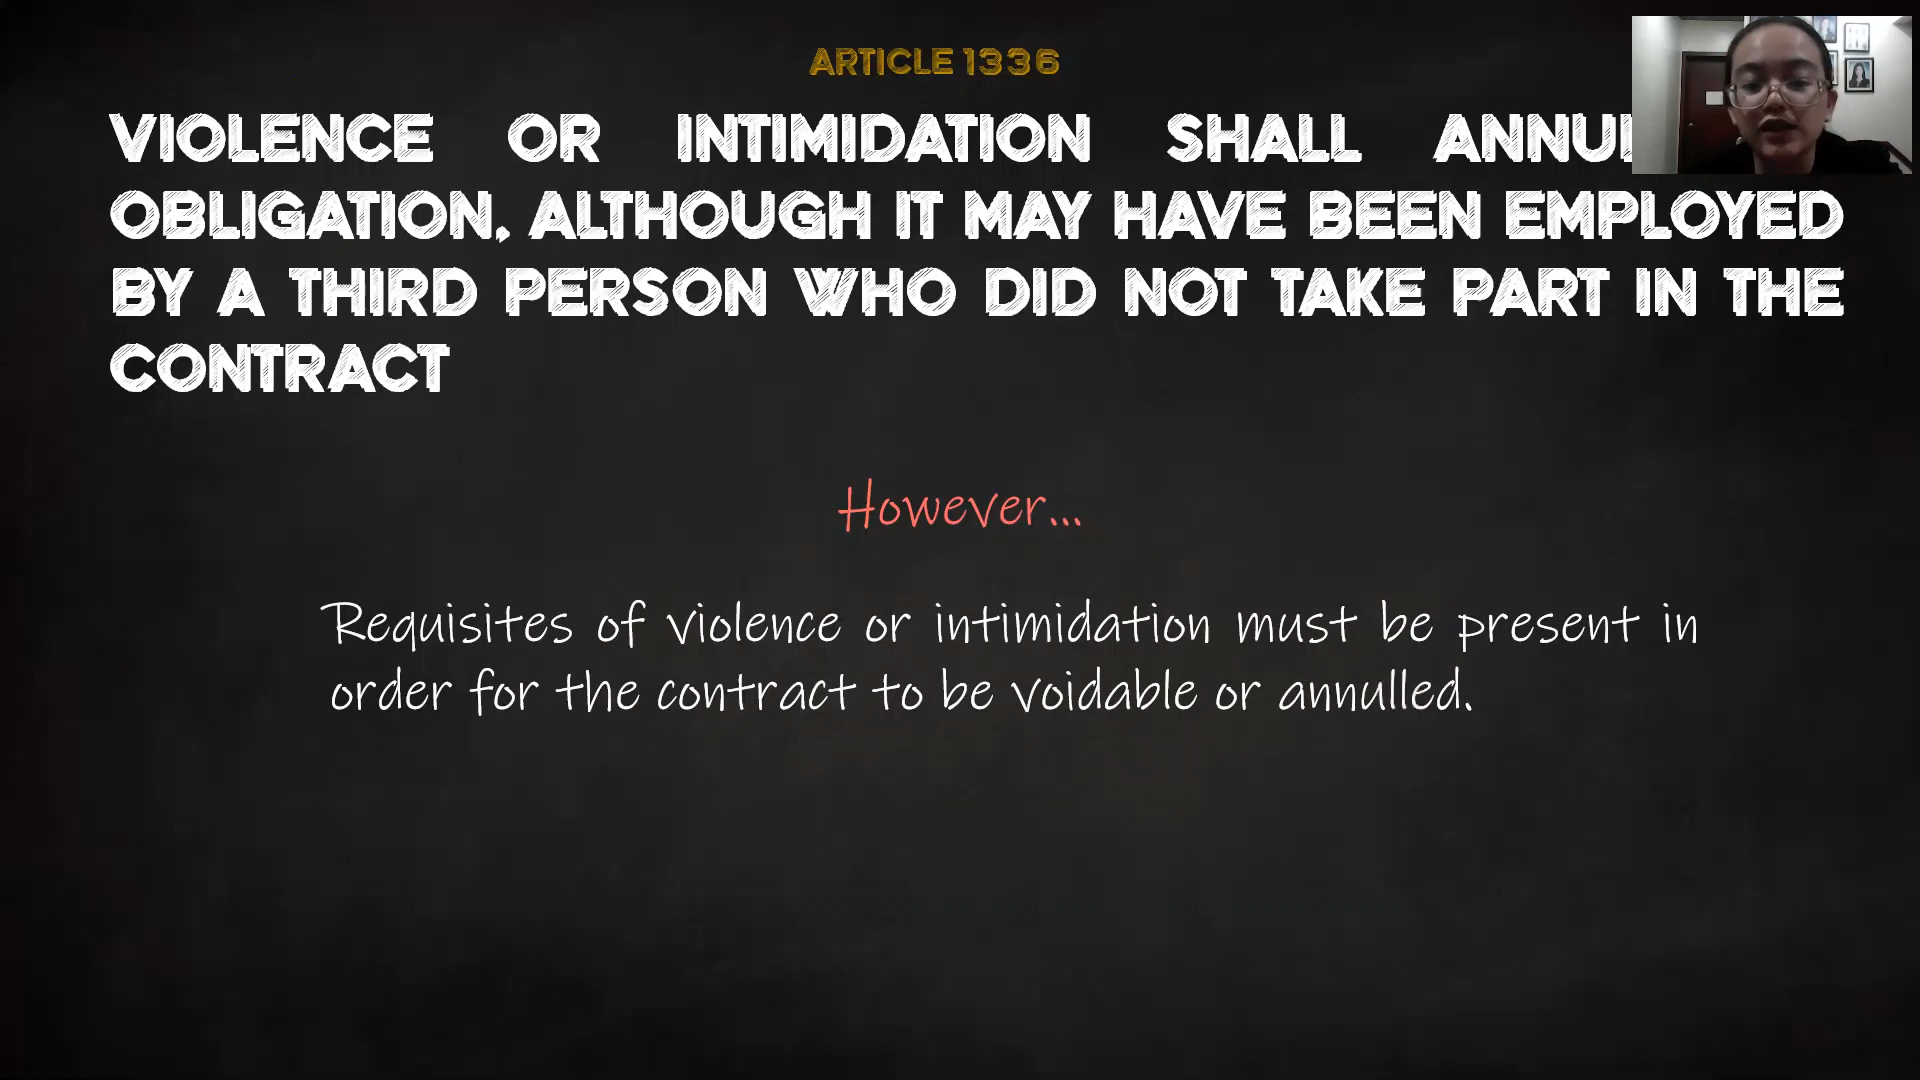 ARTICLE 1336
VIOLENCE OR INTIMIDATION SHALL
OBLIGATION, ALTHOUGH IT MAY HAVE BEEN EMPLOYED
BY A THIRD PERSON WHO DID NOT TAKE PART IN THE
CONTRACT
However...
Requisites of violence or intimidation must be present in
order for the contract to be voidable or annulled.